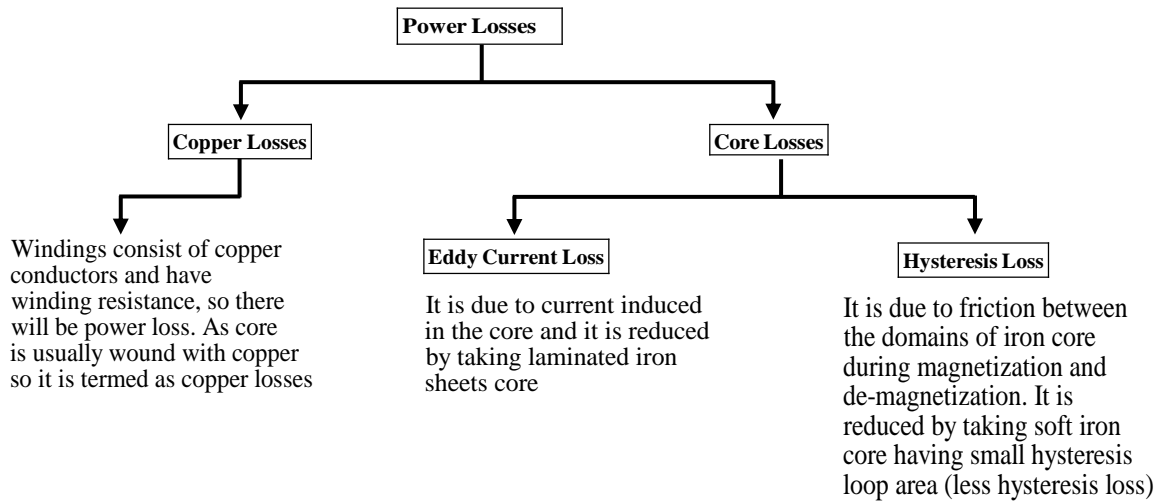 Power Losses
Copper Losses
Core Losses
Windings consist of copper
conductors and have
winding resistance, so there
will be power loss. As core
is usually wound with copper
so it is termed as copper losses
Eddy Current Loss
It is due to current induced
in the core and it is reduced
by taking laminated iron
sheets core
Hysteresis Loss
It is due to friction between
the domains of iron core
during magnetization and
de-magnetization. It is
reduced by taking soft iron
core having small hysteresis
loop area (less hysteresis loss)